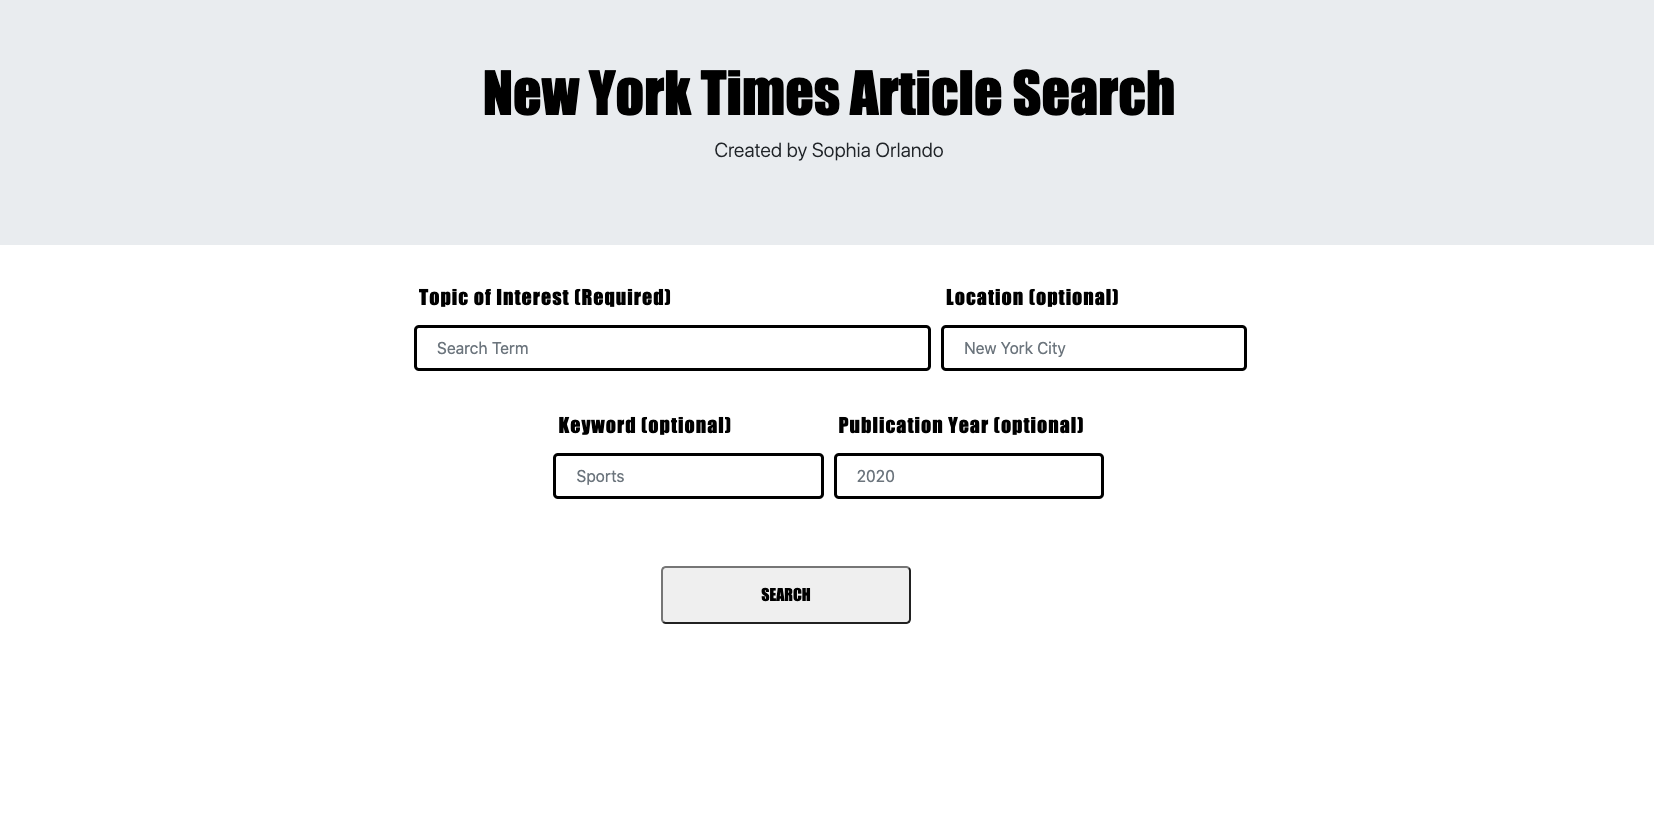 New York Times Article Search
Created by Sophia Orlando
Topic of Interest (Required) Location (optional)
Search Term New York City
Keyword (optional) Publication Year (optional)
Sports 2020
SEARCH